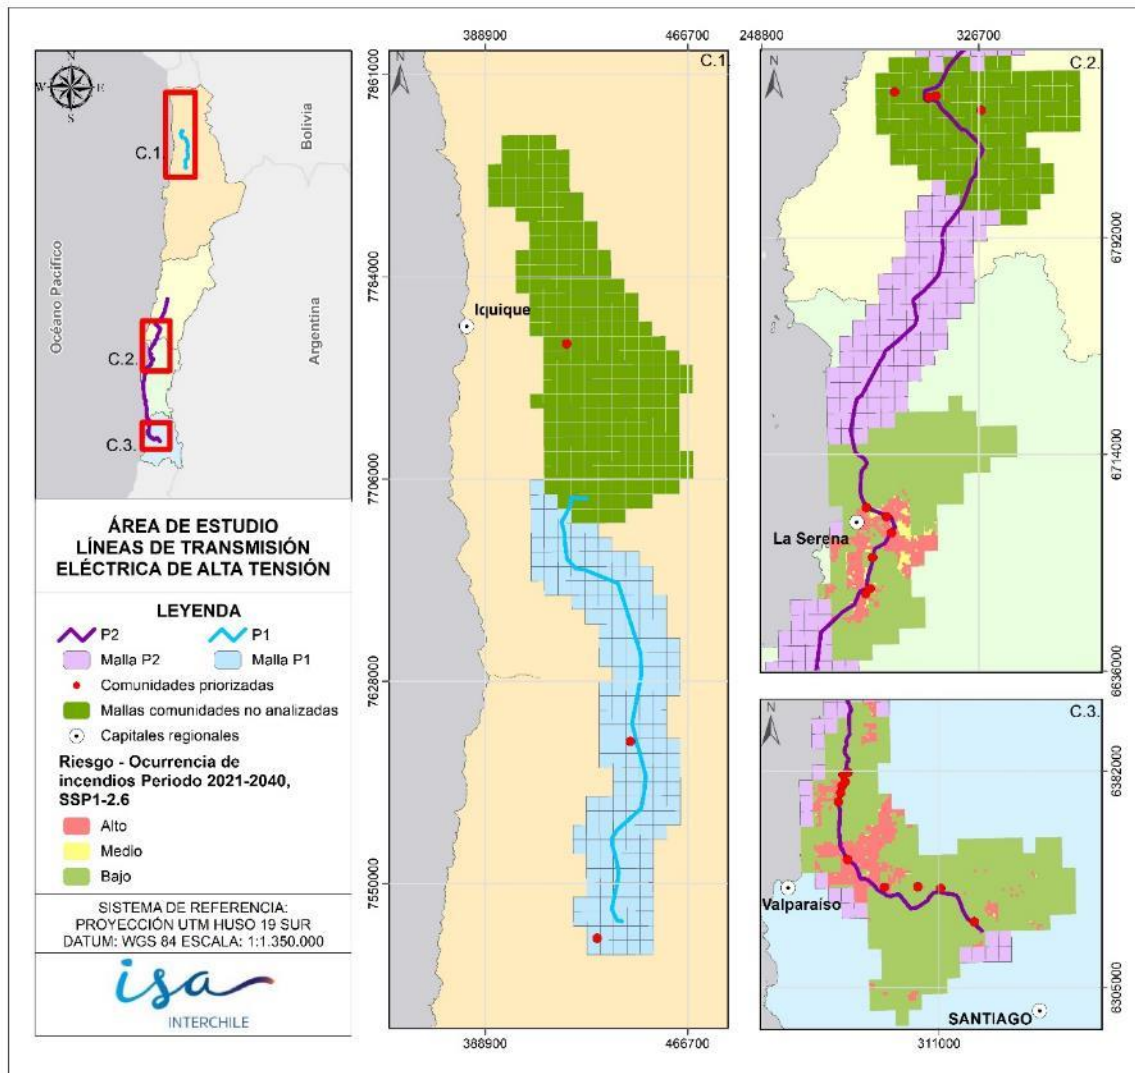 N
W
E
S
C.1.
Bolivia
Océano Pacífico
C.2.
Argentina
C.3.
ÁREA DE ESTUDIO
LÍNEAS DE TRANSMISIÓN
ELÉCTRICA DE ALTA TENSIÓN
LEYENDA
P2
P1
Malla P2
Malla P1
Comunidades priorizadas
Mallas comunidades no analizadas
Capitales regionales
Riesgo - Ocurrencia de
incendios Periodo 2021-2040,
SSP1-2.6
Alto
Medio
Bajo
SISTEMA DE REFERENCIA:
PROYECCIÓN UTM HUSO 19 SUR
DATUM: WGS 84 ESCALA: 1:1.350.000
isa
INTERCHILE
388900
466700
N
C.1.
7861000
7784000
Iquique
7706000
7628000
7550000
388900
466700
248800
326700
N
C.2.
6792000
6714000
La Serena
6636000
N
C.3.
6382000
Valparaíso
6305000
SANTIAGO
311000